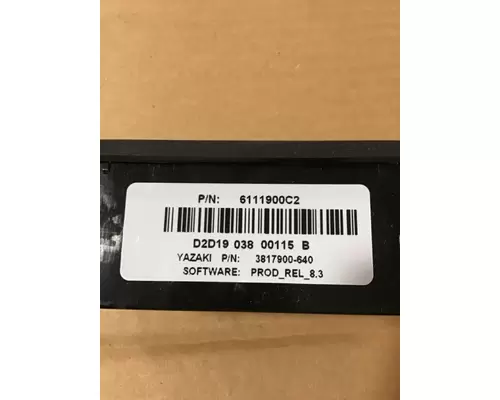 P/N: 6111900C2
D2D19 038 00115 B
YAZAKI P/N: 3817900-640
SOFTWARE: PROD_REL_8.3